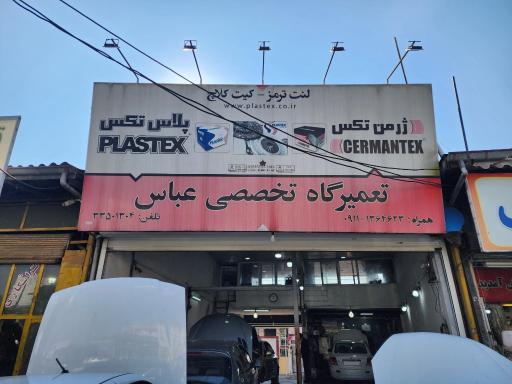 لنت ترمز - کیت کلاچ
www.plastex.co.ir
پلاس تکس
PLASTEX
ژرمن تکس
CERMANTEX
تعمیرگاه تخصصی عباس
تلفن: ۳۳۵۰۱۳۰۴
همراه: ۱۳۶۴۶۲۳-۰۹۱۱